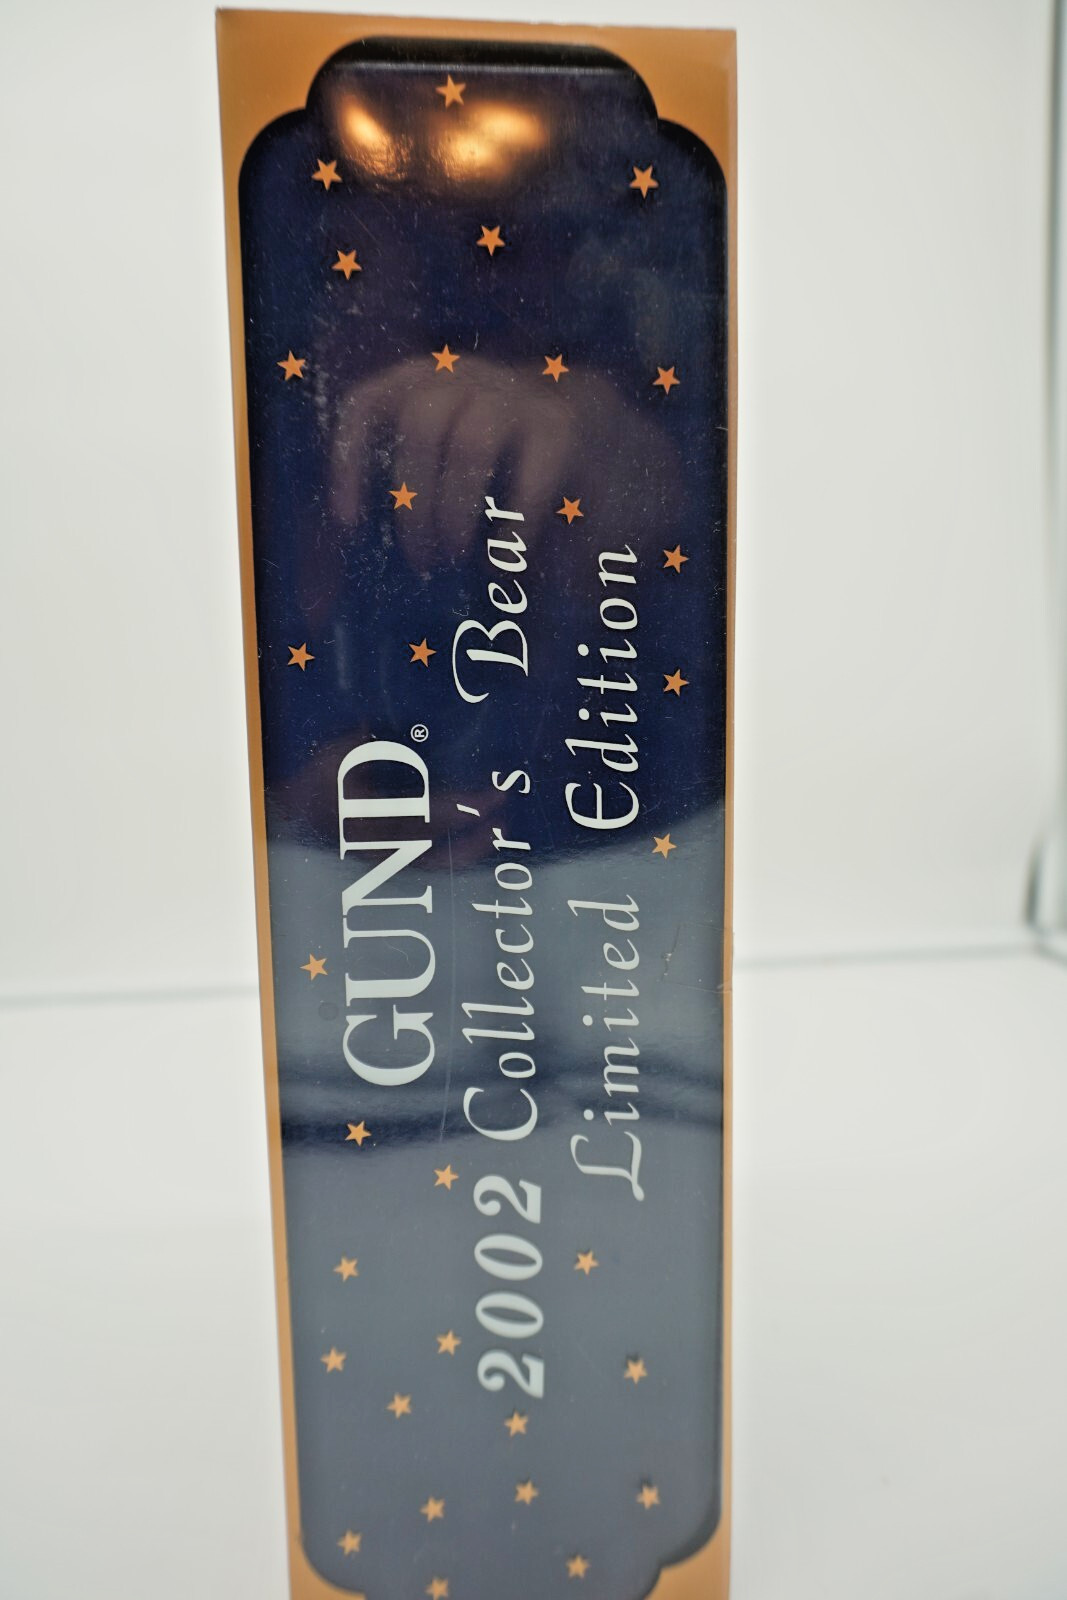 GUND®
2002 Collector's Bear
Limited Edition